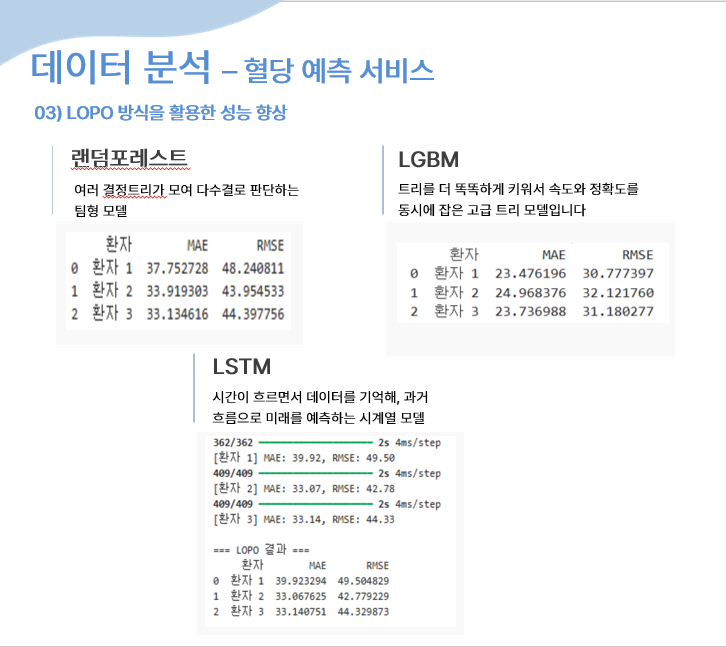 데이터 분석 – 혈당 예측 서비스
03) LOPO 방식을 활용한 성능 향상
랜덤포레스트
여러 결정트리가 모여 다수결로 판단하는
팀형 모델
환자 MAE RMSE
0 환자 1 37.752728 48.240811
1 환자 2 33.919303 43.954533
2 환자 3 33.134616 44.397756
LGBM
트리를 더 똑똑하게 키워서 속도와 정확도를
동시에 잡은 고급 트리 모델입니다
환자 MAE RMSE
0 환자 1 23.476196 30.777397
1 환자 2 24.968376 32.121760
2 환자 3 23.736988 31.180277
LSTM
시간이 흐르면서 데이터를 기억해, 과거
흐름으로 미래를 예측하는 시계열 모델
362/362 ━━━━━━━━━━━━━━━━━━━━ 2s 4ms/step
[환자 1] MAE: 39.92, RMSE: 49.50
409/409 ━━━━━━━━━━━━━━━━━━━━ 2s 4ms/step
[환자 2] MAE: 33.07, RMSE: 42.78
409/409 ━━━━━━━━━━━━━━━━━━━━ 2s 4ms/step
[환자 3] MAE: 33.14, RMSE: 44.33
=== LOPO 결과 ===
환자 MAE RMSE
0 환자 1 39.923294 49.504829
1 환자 2 33.067625 42.779229
2 환자 3 33.140751 44.329873